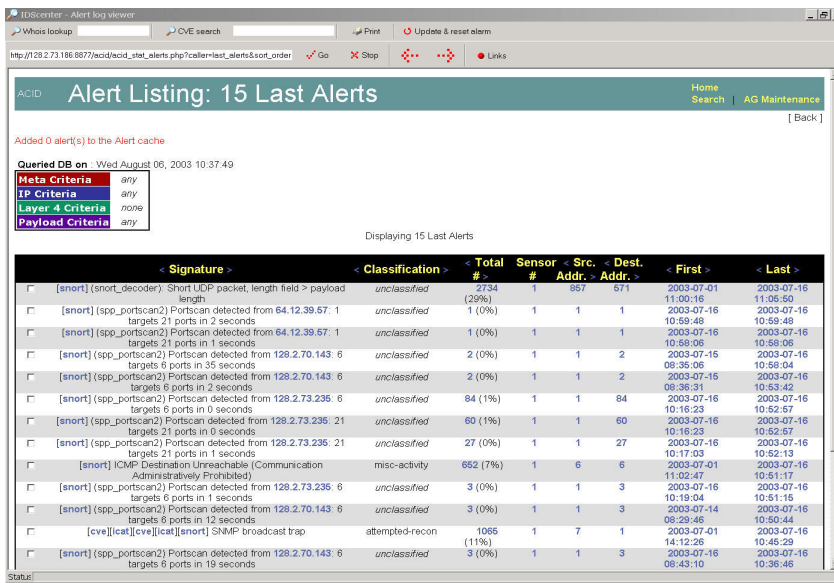 IDScenter - Alert log viewer
Whois lookup CVE search Print Update & reset alarm
http://128.2.73.186:8877/acid/acid_stat_alerts.php?caller=last_alerts&sort_order Go Stop Links
ACID Alert Listing: 15 Last Alerts Home
Search | AG Maintenance
[ Back ]
Added 0 alert(s) to the Alert cache
Queried DB on : Wed August 06, 2003 10:37:49
Meta Criteria any
IP Criteria any
Layer 4 Criteria none
Payload Criteria any
Displaying 15 Last Alerts
< Signature > < Classification > < Total # > Sensor # < Src. Addr. > < Dest. Addr. > < First > < Last >
[snort] (snort_decoder): Short UDP packet, length field > payload unclassified 2734 1 857 571 2003-07-01 2003-07-16
length (29%) 11:00:16 11:05:50
[snort] (spp_portscan2) Portscan detected from 64.12.39.57: 1 unclassified 1 (0%) 1 1 1 2003-07-16 2003-07-16
targets 21 ports in 2 seconds 10:59:48 10:59:48
[snort] (spp_portscan2) Portscan detected from 64.12.39.57: 1 unclassified 1 (0%) 1 1 1 2003-07-16 2003-07-16
targets 21 ports in 1 seconds 10:58:06 10:58:06
[snort] (spp_portscan2) Portscan detected from 128.2.70.143: 6 unclassified 2 (0%) 1 1 2 2003-07-15 2003-07-16
targets 6 ports in 35 seconds 08:35:06 10:58:04
[snort] (spp_portscan2) Portscan detected from 128.2.70.143: 6 unclassified 2 (0%) 1 1 2 2003-07-15 2003-07-16
targets 6 ports in 2 seconds 08:36:31 10:53:42
[snort] (spp_portscan2) Portscan detected from 128.2.73.235: 6 unclassified 84 (1%) 1 1 84 2003-07-16 2003-07-16
targets 6 ports in 0 seconds 10:16:23 10:52:57
[snort] (spp_portscan2) Portscan detected from 128.2.73.235: 21 unclassified 60 (1%) 1 1 60 2003-07-16 2003-07-16
targets 21 ports in 0 seconds 10:16:23 10:52:57
[snort] (spp_portscan2) Portscan detected from 128.2.73.235: 21 unclassified 27 (0%) 1 1 27 2003-07-16 2003-07-16
targets 21 ports in 1 seconds 10:17:03 10:52:13
[snort] ICMP Destination Unreachable (Communication misc-activity 652 (7%) 1 6 6 2003-07-01 2003-07-16
Administratively Prohibited) 11:02:47 10:51:17
[snort] (spp_portscan2) Portscan detected from 128.2.73.235: 6 unclassified 3 (0%) 1 1 3 2003-07-16 2003-07-16
targets 6 ports in 1 seconds 10:19:04 10:51:15
[snort] (spp_portscan2) Portscan detected from 128.2.70.143: 6 unclassified 3 (0%) 1 1 3 2003-07-14 2003-07-16
targets 6 ports in 12 seconds 08:29:46 10:50:44
[cve][icat][cve][icat][snort] SNMP broadcast trap attempted-recon 1065 1 7 1 2003-07-01 2003-07-16
(11%) 14:12:26 10:45:29
[snort] (spp_portscan2) Portscan detected from 128.2.70.143: 6 unclassified 3 (0%) 1 1 3 2003-07-16 2003-07-16
targets 6 ports in 19 seconds 08:43:10 10:36:46
Status